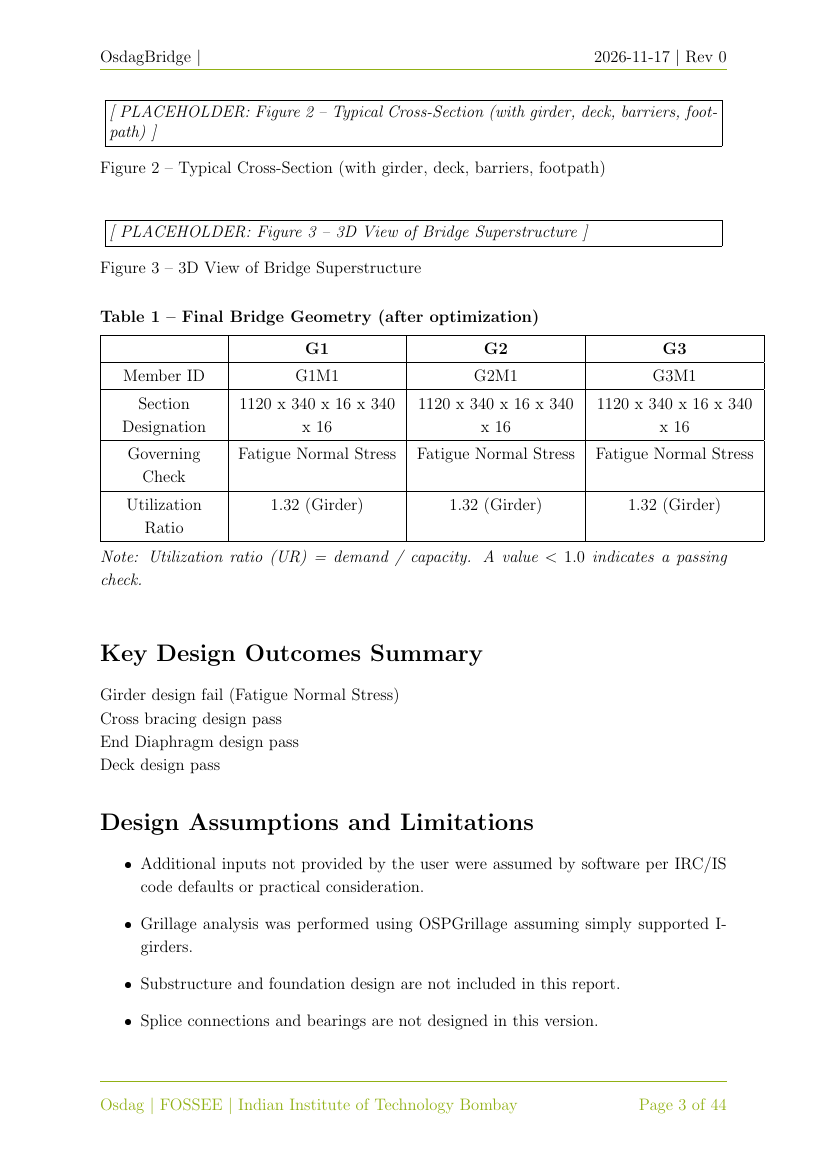 OsdagBridge | 2026-11-17 | Rev 0
[ PLACEHOLDER: Figure 2 – Typical Cross-Section (with girder, deck, barriers, foot-
path) ]
Figure 2 – Typical Cross-Section (with girder, deck, barriers, footpath)
[ PLACEHOLDER: Figure 3 – 3D View of Bridge Superstructure ]
Figure 3 – 3D View of Bridge Superstructure
Table 1 – Final Bridge Geometry (after optimization)
G1 G2 G3
Member ID G1M1 G2M1 G3M1
Section 1120 x 340 x 16 x 340 1120 x 340 x 16 x 340 1120 x 340 x 16 x 340
Designation x 16 x 16 x 16
Governing Fatigue Normal Stress Fatigue Normal Stress Fatigue Normal Stress
Check
Utilization 1.32 (Girder) 1.32 (Girder) 1.32 (Girder)
Ratio
Note: Utilization ratio (UR) = demand / capacity. A value < 1.0 indicates a passing
check.
Key Design Outcomes Summary
Girder design fail (Fatigue Normal Stress)
Cross bracing design pass
End Diaphragm design pass
Deck design pass
Design Assumptions and Limitations
• Additional inputs not provided by the user were assumed by software per IRC/IS
code defaults or practical consideration.
• Grillage analysis was performed using OSPGrillage assuming simply supported I-
girders.
• Substructure and foundation design are not included in this report.
• Splice connections and bearings are not designed in this version.
Osdag | FOSSEE | Indian Institute of Technology Bombay Page 3 of 44